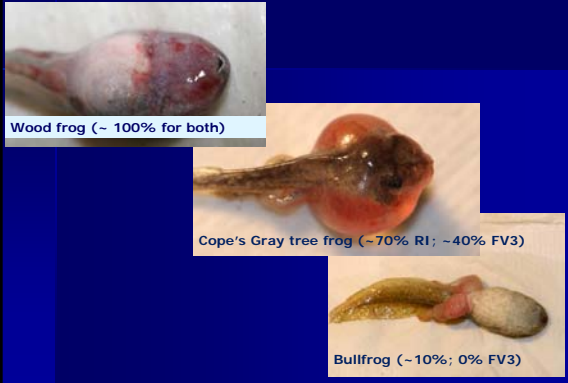 Wood frog (~ 100% for both)
Cope's Gray tree frog (~70% RI; ~40% FV3)
Bullfrog (~10%; 0% FV3)